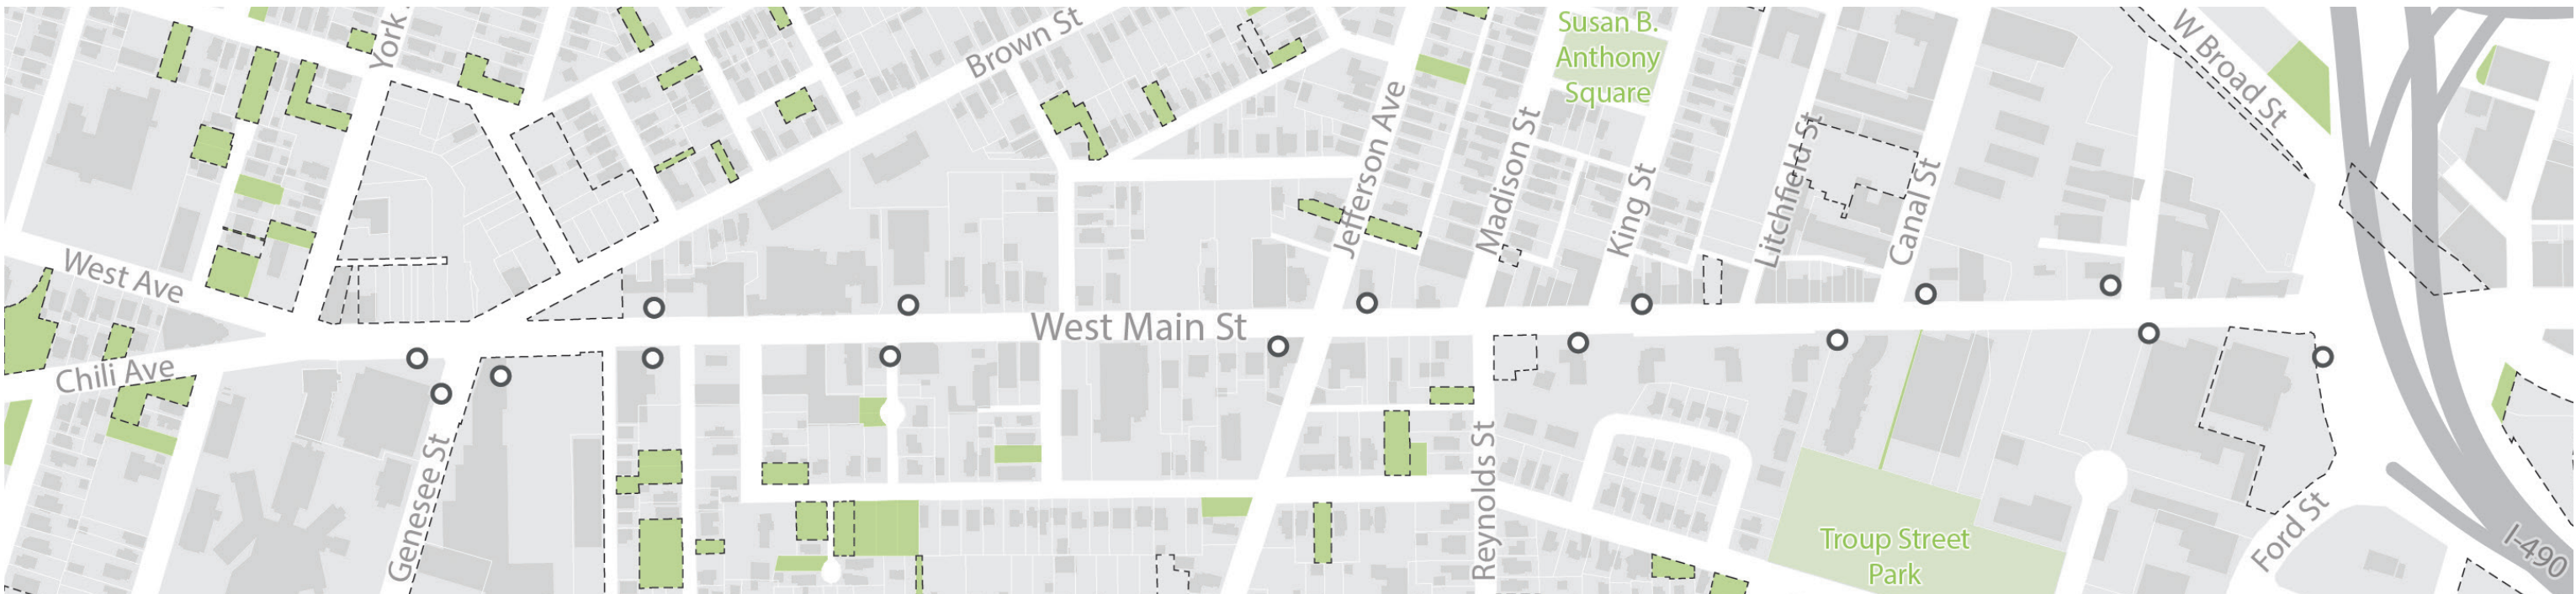 York
Brown St
Susan B.
Anthony
Square
W Broad St
Jefferson Ave
Madison St
King St
Litchfield St
Canal St
West Ave
West Main St
Chili Ave
Genesee St
Reynolds St
Troup Street
Park
Ford St
I-490